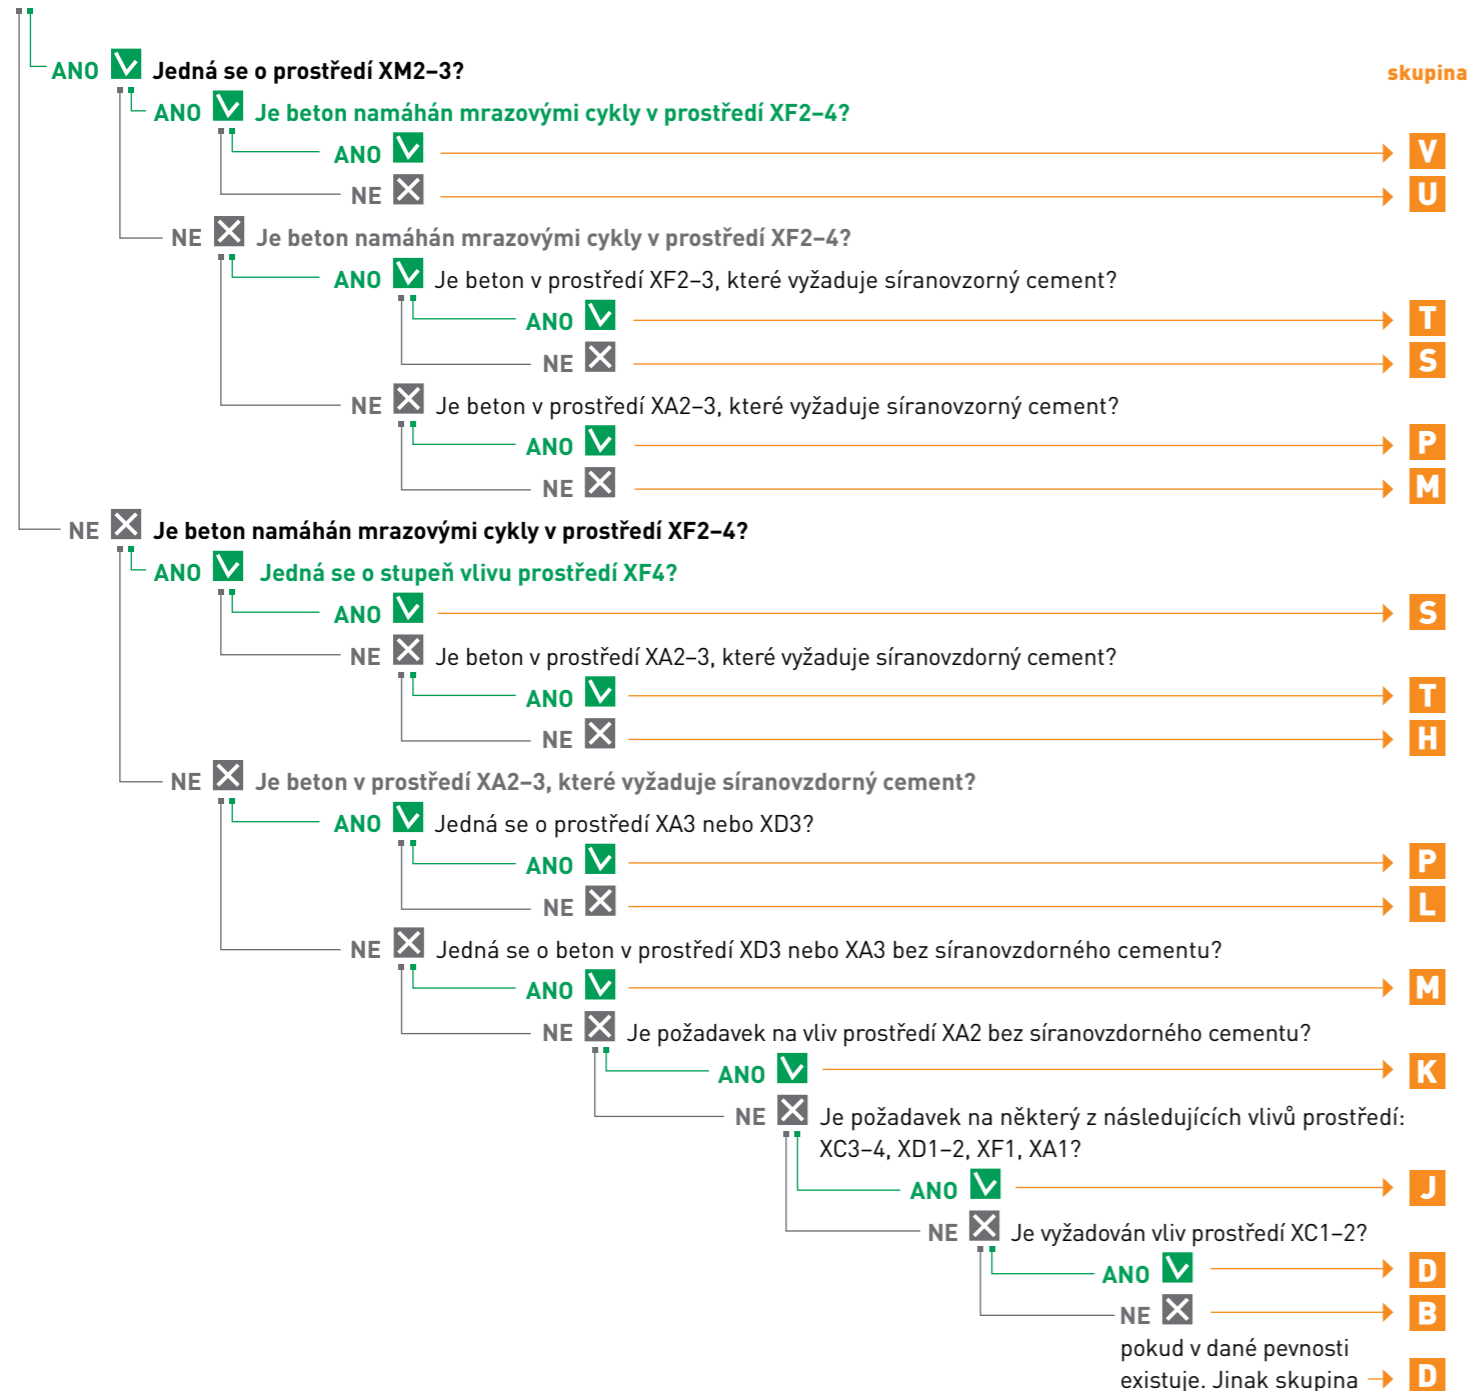 ANO Jedná se o prostředí XM2–3?
skupina
ANO Je beton namáhán mrazovými cykly v prostředí XF2–4?
ANO V
NE U
NE Je beton namáhán mrazovými cykly v prostředí XF2–4?
ANO Je beton v prostředí XF2–3, které vyžaduje síranovzorný cement?
ANO T
NE S
NE Je beton v prostředí XA2–3, které vyžaduje síranovzorný cement?
ANO P
NE M
NE Je beton namáhán mrazovými cykly v prostředí XF2–4?
ANO Jedná se o stupeň vlivu prostředí XF4?
ANO S
NE Je beton v prostředí XA2–3, které vyžaduje síranovzdorný cement?
ANO T
NE H
NE Je beton v prostředí XA2–3, které vyžaduje síranovzdorný cement?
ANO Jedná se o prostředí XA3 nebo XD3?
ANO P
NE L
NE Jedná se o beton v prostředí XD3 nebo XA3 bez síranovzdorného cementu?
ANO M
NE Je požadavek na vliv prostředí XA2 bez síranovzdorného cementu?
ANO K
NE Je požadavek na některý z následujících vlivů prostředí:
XC3–4, XD1–2, XF1, XA1?
ANO J
NE Je vyžadován vliv prostředí XC1–2?
ANO D
NE B
pokud v dané pevnosti
existuje. Jinak skupina D